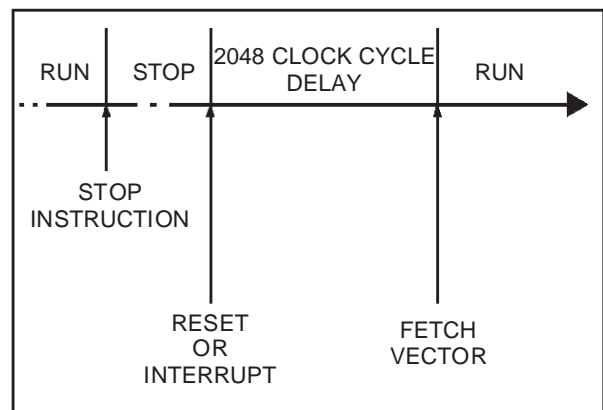 RUN
STOP
2048 CLOCK CYCLE
DELAY
RUN
STOP
INSTRUCTION
RESET
OR
INTERRUPT
FETCH
VECTOR